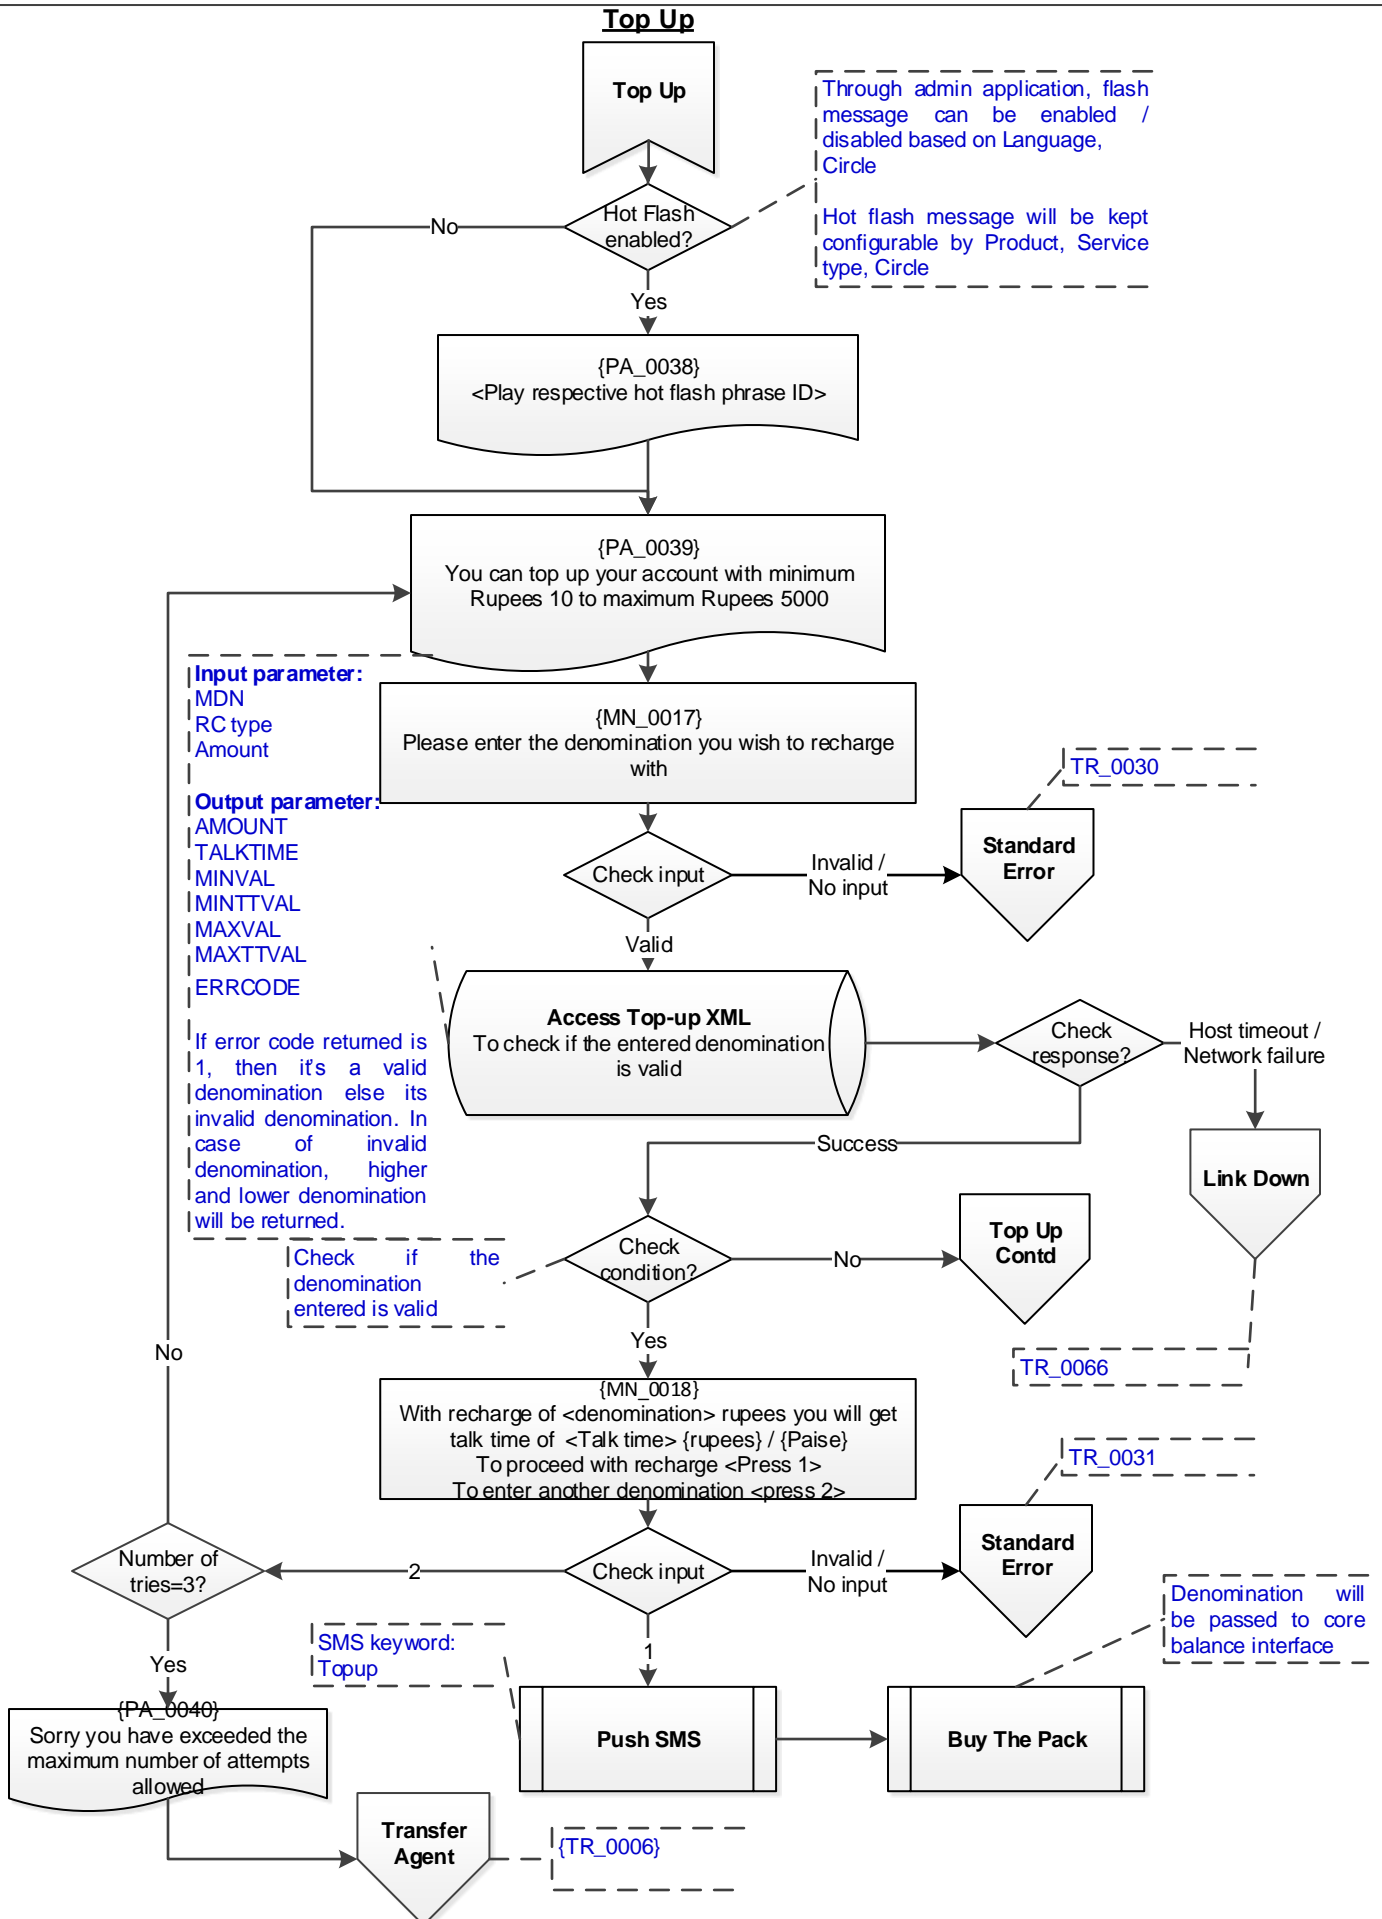 Top Up
Top Up
Through admin application, flash
message can be enabled /
disabled based on Language,
Circle
Hot flash message will be kept
configurable by Product, Service
type, Circle
Hot Flash
enabled?
No
Yes
{PA_0038}
<Play respective hot flash phrase ID>
{PA_0039}
You can top up your account with minimum
Rupees 10 to maximum Rupees 5000
Input parameter:
MDN
RC type
Amount
Output parameter:
AMOUNT
TALKTIME
MINVAL
MINTTVAL
MAXVAL
MAXTTVAL
ERRCODE
If error code returned is
1, then it's a valid
denomination else its
invalid denomination. In
case of invalid
denomination, higher
and lower denomination
will be returned.
{MN_0017}
Please enter the denomination you wish to recharge
with
TR_0030
Check input
Invalid /
No input
Standard
Error
Valid
Access Top-up XML
To check if the entered denomination
is valid
Check
response?
Host timeout /
Network failure
Success
Link Down
Check if the
denomination
entered is valid
Check
condition?
No
Top Up
Contd
TR_0066
Yes
No
{MN_0018}
With recharge of <denomination> rupees you will get
talk time of <Talk time> {rupees} / {Paise}
To proceed with recharge <Press 1>
To enter another denomination <press 2>
TR_0031
Number of
tries=3?
2
Check input
Invalid /
No input
Standard
Error
Denomination will
be passed to core
balance interface
SMS keyword:
Topup
1
Yes
{PA_0040}
Sorry you have exceeded the
maximum number of attempts
allowed
Push SMS
Buy The Pack
Transfer
Agent
{TR_0006}